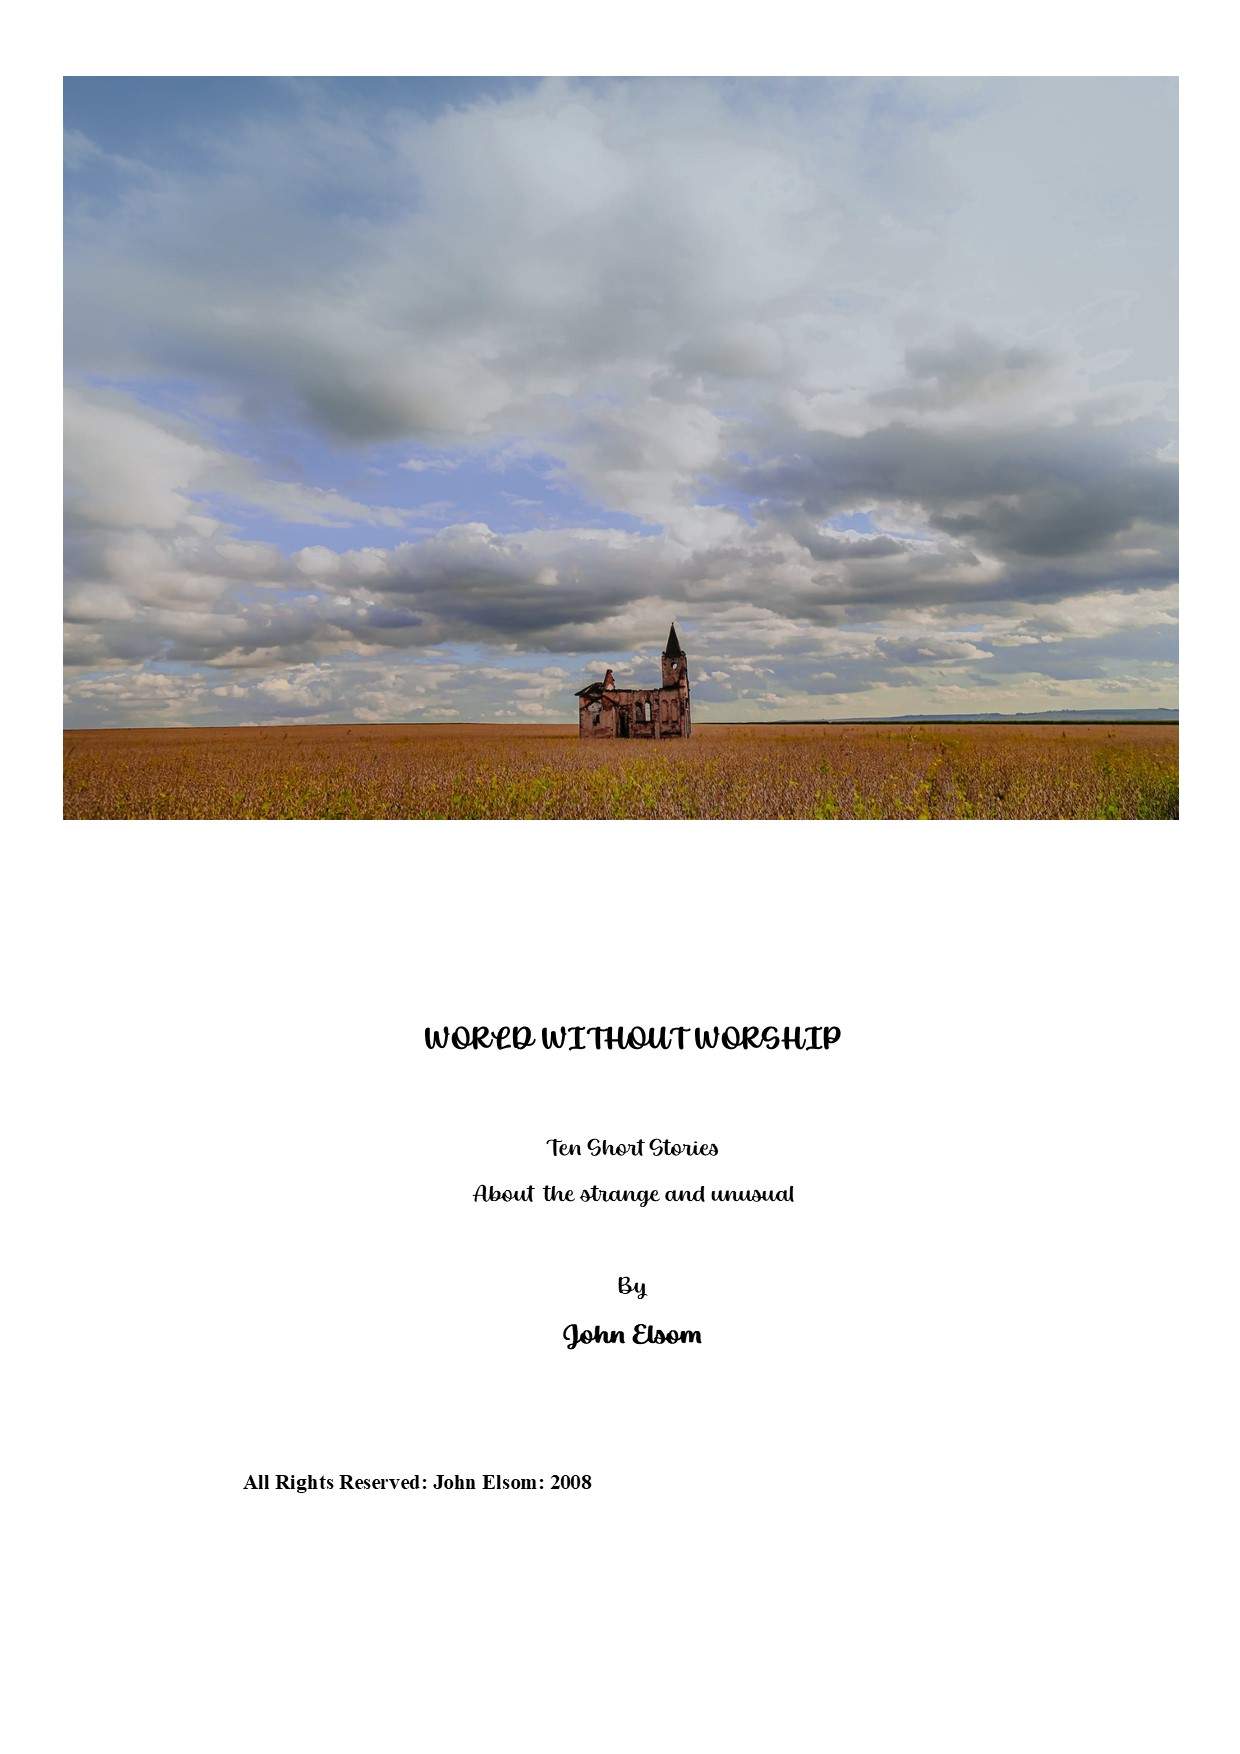 WORLD WITHOUT WORSHIP
Ten Short Stories
About the strange and unusual
By
John Elsom
All Rights Reserved: John Elsom: 2008